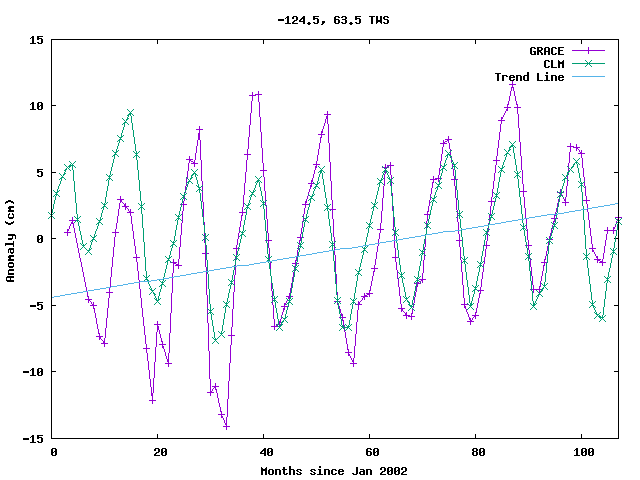 -124.5, 63.5 TWS
GRACE
CLM
Trend Line
15
10
5
0
-5
-10
-15
Anomaly (cm)
0 20 40 60 80 100
Months since Jan 2002